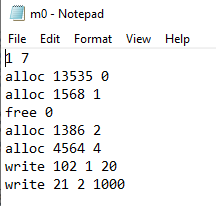 m0 - Notepad
File Edit Format View Help
1 7
alloc 13535 0
alloc 1568 1
free 0
alloc 1386 2
alloc 4564 4
write 102 1 20
write 21 2 1000